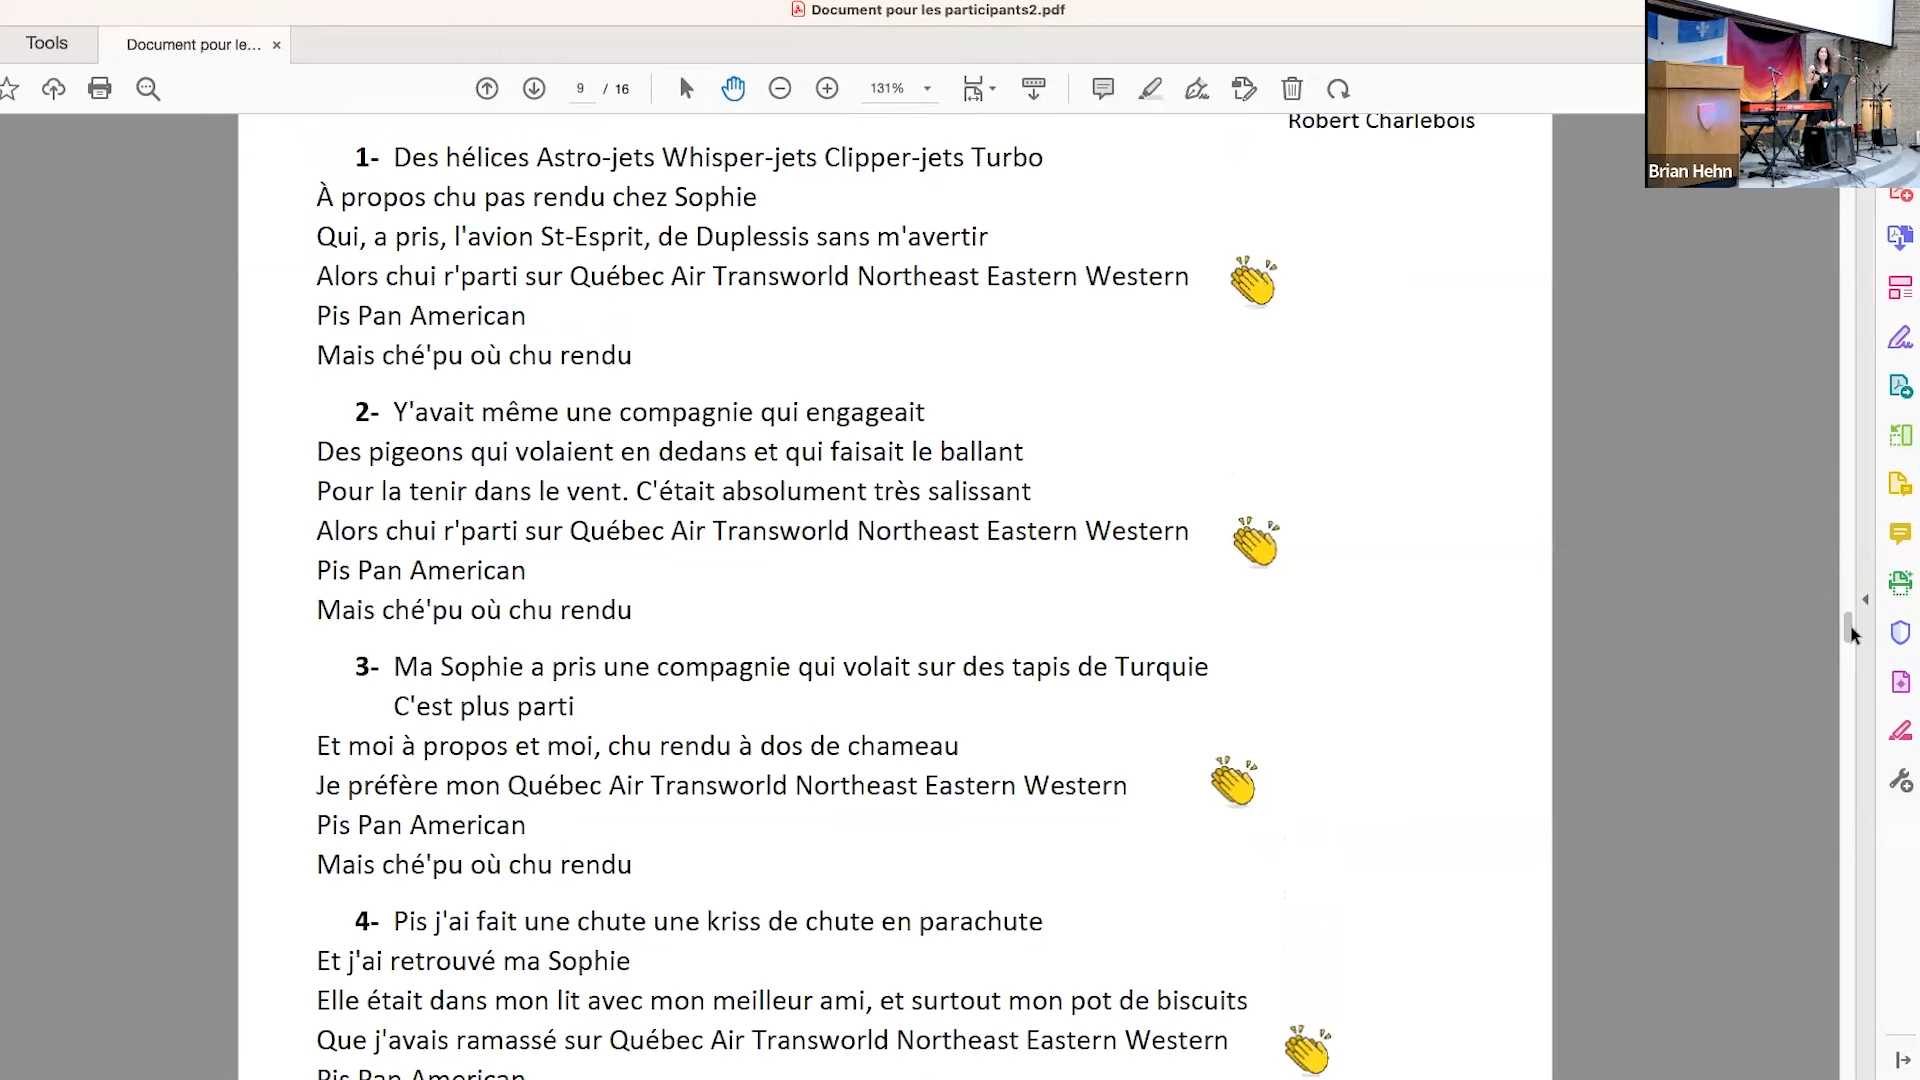 Document pour les participants2.pdf
Tools
Document pour le... ×
9 / 16
131%
Brian Hehn
Robert Charlebois
1- Des hélices Astro-jets Whisper-jets Clipper-jets Turbo
À propos chu pas rendu chez Sophie
Qui, a pris, l'avion St-Esprit, de Duplessis sans m'avertir
Alors chui r'parti sur Québec Air Transworld Northeast Eastern Western
Pis Pan American
Mais ché'pu où chu rendu
2- Y'avait même une compagnie qui engageait
Des pigeons qui volaient en dedans et qui faisait le ballant
Pour la tenir dans le vent. C'était absolument très salissant
Alors chui r'parti sur Québec Air Transworld Northeast Eastern Western
Pis Pan American
Mais ché'pu où chu rendu
3- Ma Sophie a pris une compagnie qui volait sur des tapis de Turquie
C'est plus parti
Et moi à propos et moi, chu rendu à dos de chameau
Je préfère mon Québec Air Transworld Northeast Eastern Western
Pis Pan American
Mais ché'pu où chu rendu
4- Pis j'ai fait une chute une kriss de chute en parachute
Et j'ai retrouvé ma Sophie
Elle était dans mon lit avec mon meilleur ami, et surtout mon pot de biscuits
Que j'avais ramassé sur Québec Air Transworld Northeast Eastern Western
Pis Pan American